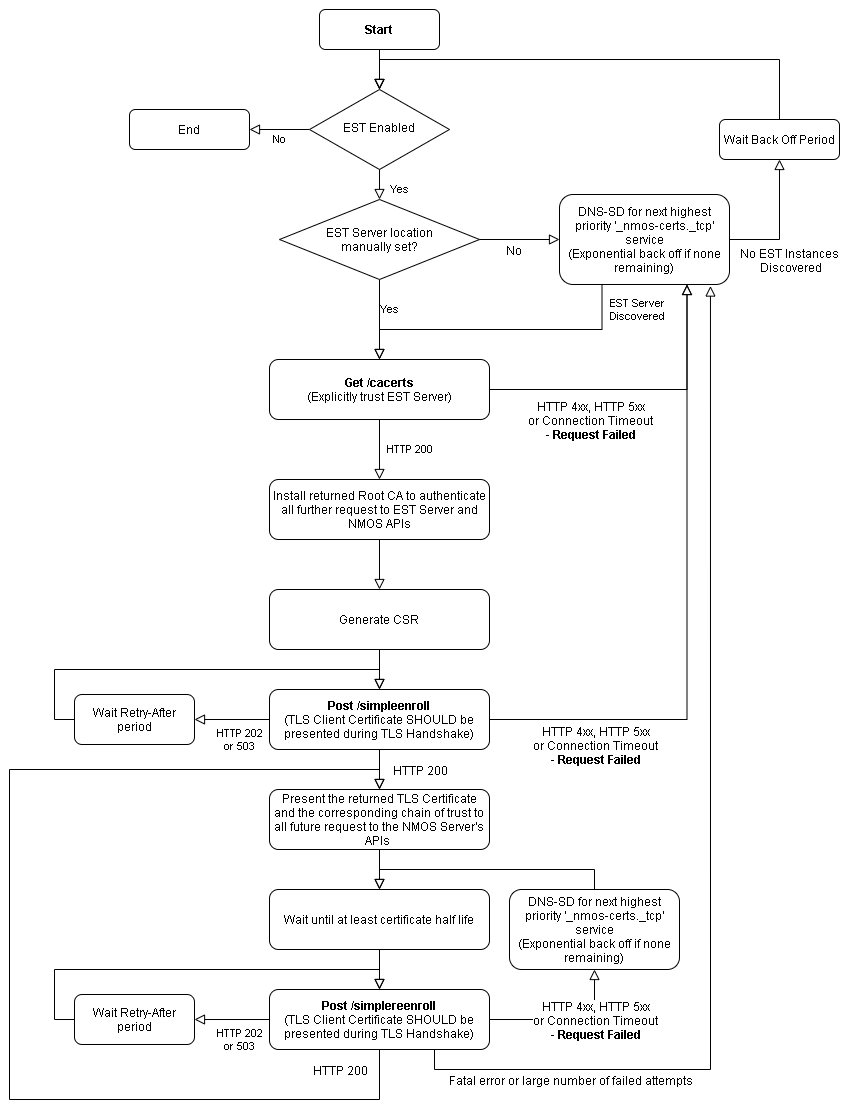 Start
EST Enabled
End
No
Wait Back Off Period
Yes
EST Server location
manually set?
No
DNS-SD for next highest
priority '_nmos-certs._tcp'
service
(Exponential back off if none
remaining)
No EST Instances
Discovered
EST Server
Discovered
Yes
Get /cacerts
(Explicitly trust EST Server)
HTTP 4xx, HTTP 5xx
or Connection Timeout
- Request Failed
HTTP 200
Install returned Root CA to authenticate
all further request to EST Server and
NMOS APIs
Generate CSR
Wait Retry-After
period
HTTP 202
or 503
Post /simpleenroll
(TLS Client Certificate SHOULD be
presented during TLS Handshake)
HTTP 4xx, HTTP 5xx
or Connection Timeout
- Request Failed
HTTP 200
Present the returned TLS Certificate
and the corresponding chain of trust to
all future request to the NMOS Server's
APIs
Wait until at least certificate half life
DNS-SD for next highest
priority '_nmos-certs._tcp'
service
(Exponential back off if none
remaining)
Wait Retry-After
period
HTTP 202
or 503
Post /simplereenroll
(TLS Client Certificate SHOULD be
presented during TLS Handshake)
HTTP 4xx, HTTP 5xx
or Connection Timeout
- Request Failed
HTTP 200
Fatal error or large number of failed attempts